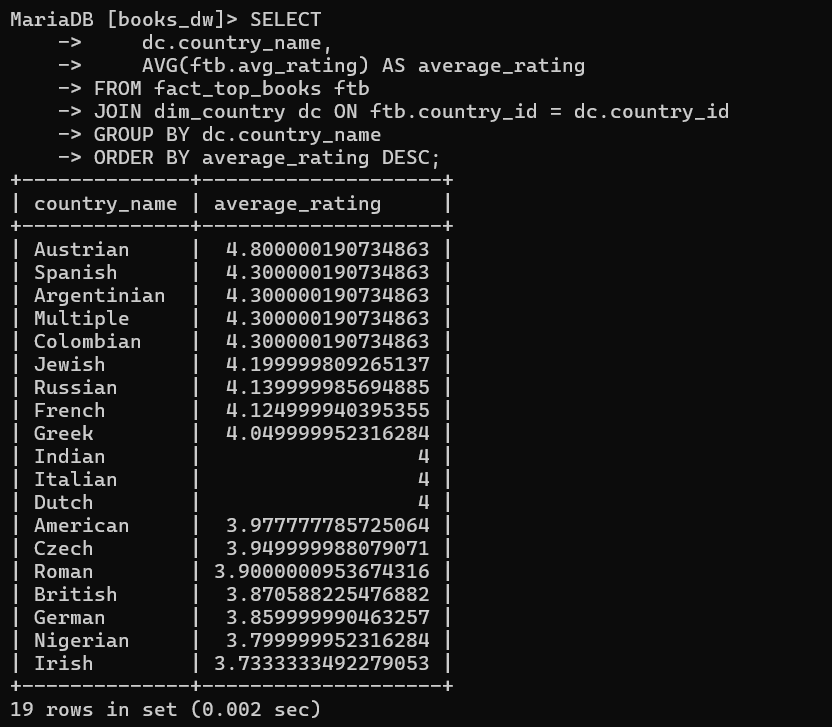 MariaDB [books_dw]> SELECT
    ->     dc.country_name,
    ->     AVG(ftb.avg_rating) AS average_rating
    -> FROM fact_top_books ftb
    -> JOIN dim_country dc ON ftb.country_id = dc.country_id
    -> GROUP BY dc.country_name
    -> ORDER BY average_rating DESC;
+--------------+--------------------+
| country_name | average_rating     |
+--------------+--------------------+
| Austrian     |  4.800000190734863 |
| Spanish      |  4.300000190734863 |
| Argentinian  |  4.300000190734863 |
| Multiple     |  4.300000190734863 |
| Colombian    |  4.300000190734863 |
| Jewish       |  4.199999809265137 |
| Russian      |  4.139999985694885 |
| French       |  4.124999940395355 |
| Greek        |  4.049999952316284 |
| Indian       |                  4 |
| Italian      |                  4 |
| Dutch        |                  4 |
| American     |  3.977777785725064 |
| Czech        |  3.949999988079071 |
| Roman        | 3.9000000953674316 |
| British      |  3.870588225476882 |
| German       |  3.859999990463257 |
| Nigerian     |  3.799999952316284 |
| Irish        | 3.7333333492279053 |
+--------------+--------------------+
19 rows in set (0.002 sec)